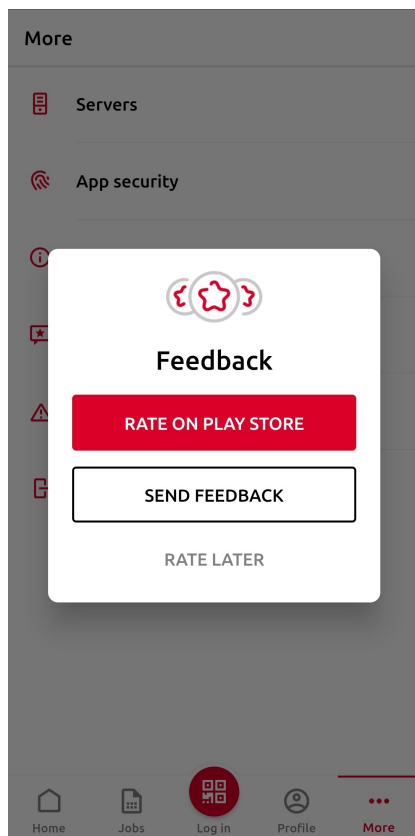 More
Servers
App security
Feedback
RATE ON PLAY STORE
SEND FEEDBACK
RATE LATER
Home
Jobs
Log in
Profile
More